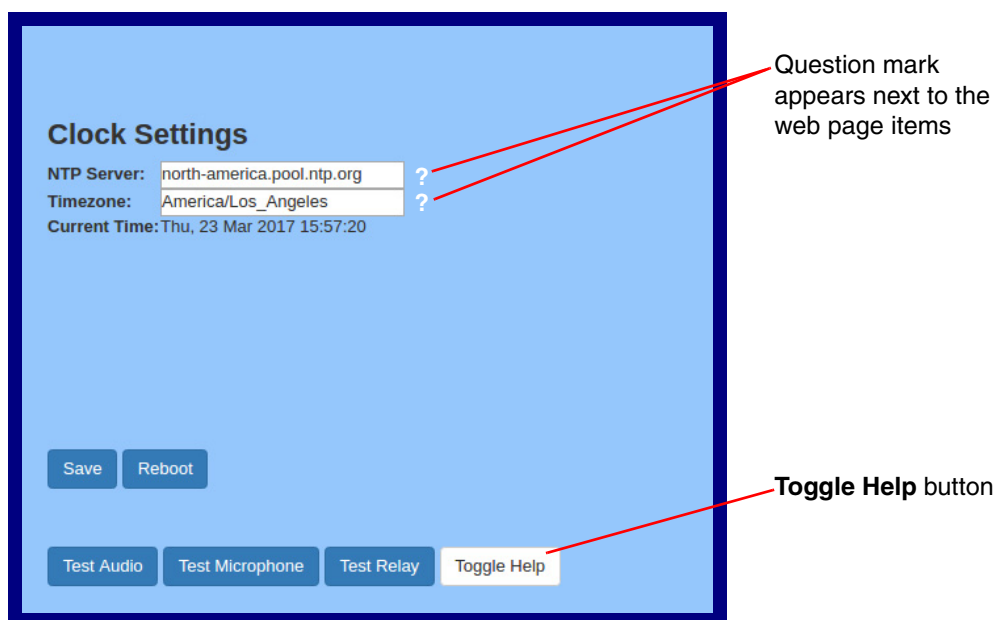 Question mark
appears next to the
web page items
Clock Settings
NTP Server: north-america.pool.ntp.org ?
Timezone: America/Los_Angeles ?
Current Time: Thu, 23 Mar 2017 15:57:20
Save Reboot
Toggle Help button
Test Audio Test Microphone Test Relay Toggle Help